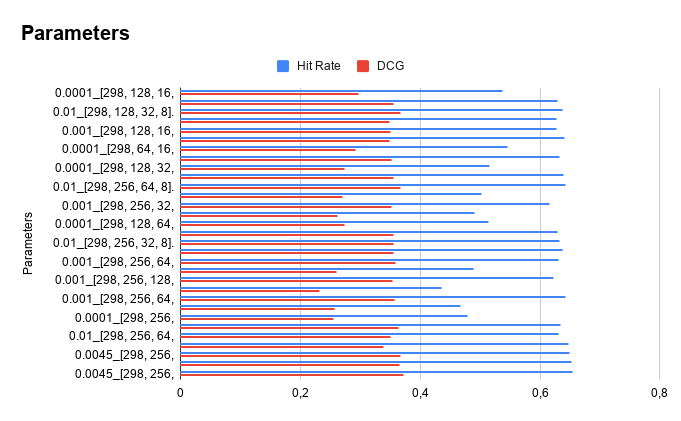 Parameters
Hit Rate
DCG
Parameters
0.0001_[298, 128, 16,
0.01_[298, 128, 32, 8].
0.001_[298, 128, 16,
0.0001_[298, 64, 16,
0.0001_[298, 128, 32,
0.01_[298, 256, 64, 8].
0.001_[298, 256, 32,
0.0001_[298, 128, 64,
0.01_[298, 256, 32, 8].
0.001_[298, 256, 64,
0.001_[298, 256, 128,
0.001_[298, 256, 64,
0.0001_[298, 256,
0.01_[298, 256, 64,
0.0045_[298, 256,
0.0045_[298, 256,
0
0,2
0,4
0,6
0,8